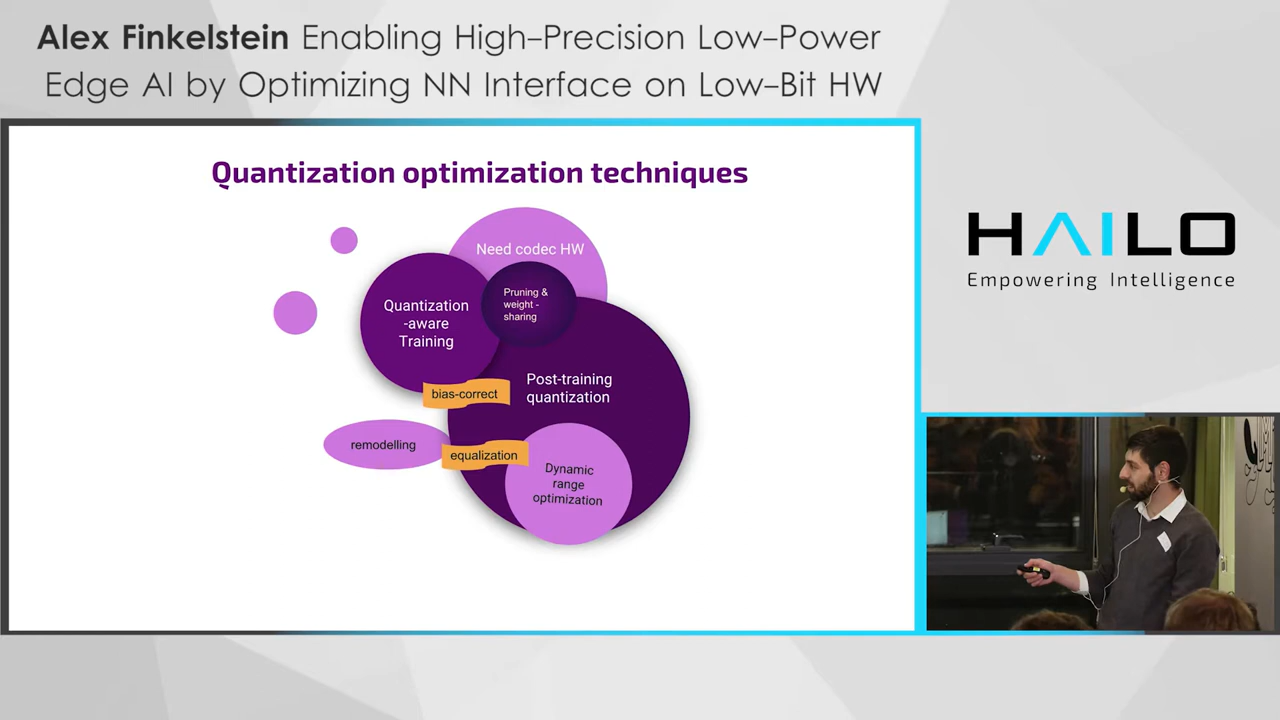 Alex Finkelstein Enabling High-Precision Low-Power
Edge AI by Optimizing NN Interface on Low-Bit HW
Quantization optimization techniques
Need codec HW
Pruning &
weight -
sharing
Quantization
-aware
Training
Post-training
quantization
bias-correct
remodelling
equalization
Dynamic
range
optimization
HAILO
Empowering Intelligence